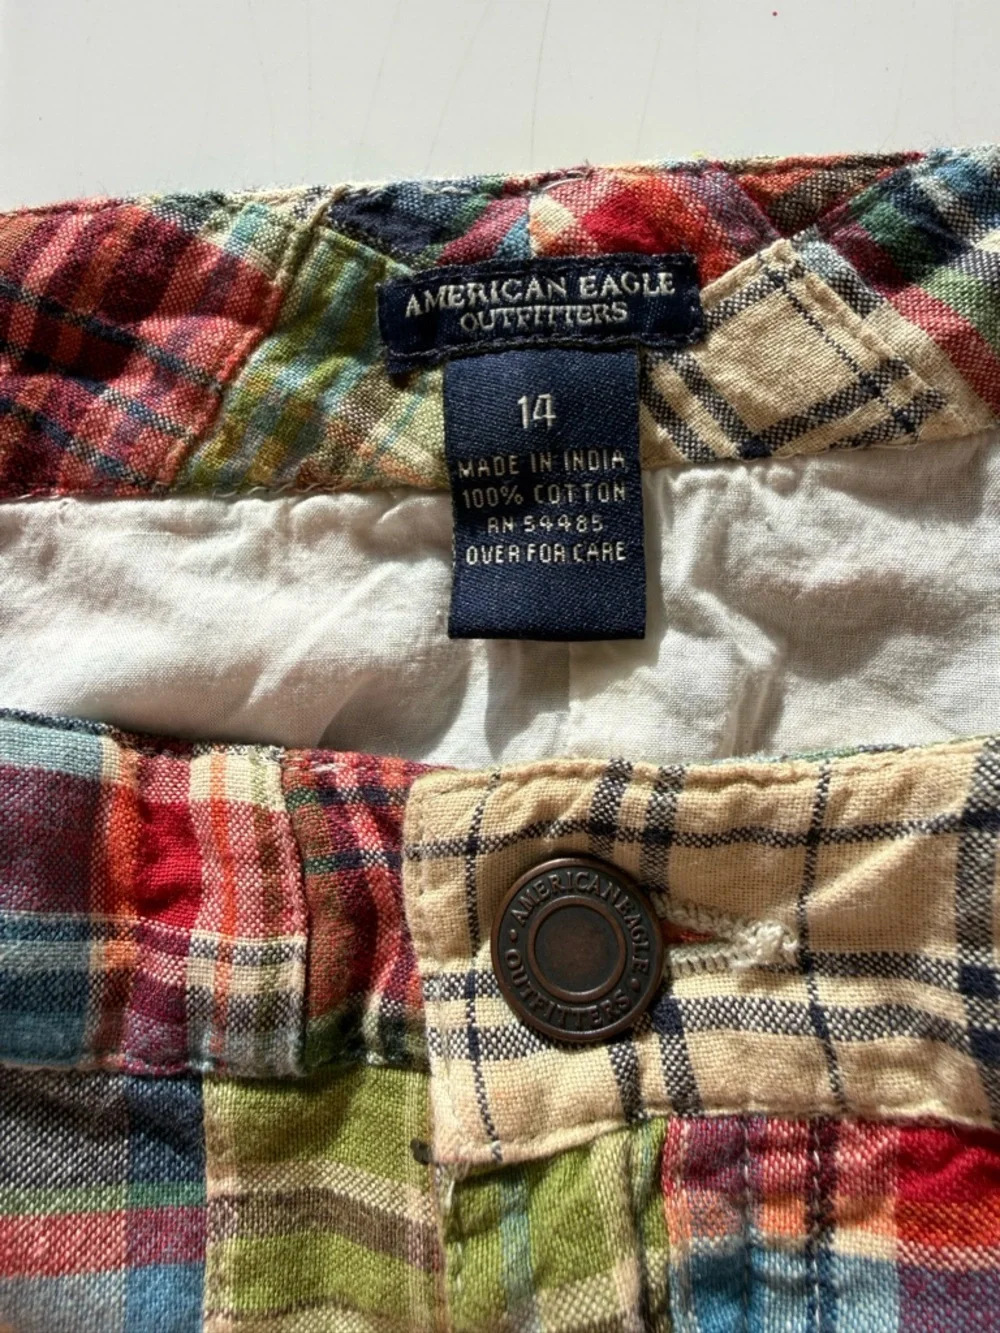 AMERICAN EAGLE
OUTFITTERS
14
MADE IN INDIA
100% COTTON
RN 54485
OVER FOR CARE
AMERICAN EAGLE
• OUTFITTERS •